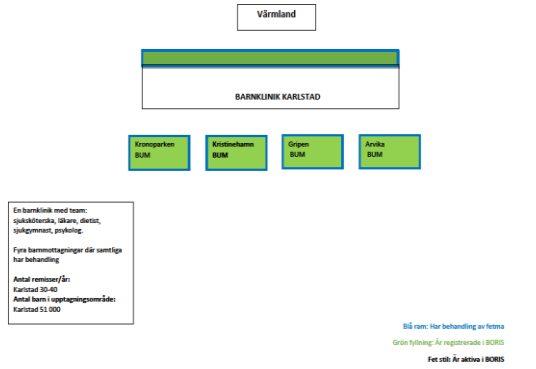 Värmland
BARNKLINIK KARLSTAD
Kronoparken
BUM
Kristinehamn
BUM
Gripen
BUM
Arvika
BUM
En barnklinik med team:
sjuksköterska, läkare, dietist,
sjukgymnast, psykolog.
Fyra barnmottagningar där samtliga
har behandling
Antal remisser/år:
Karlstad 30-40
Antal barn i upptagningsområde:
Karlstad 51 000
Blå ram: Har behandling av fetma
Grön fyllning: Är registrerade i BORIS
Fet stil: Är aktiva i BORIS